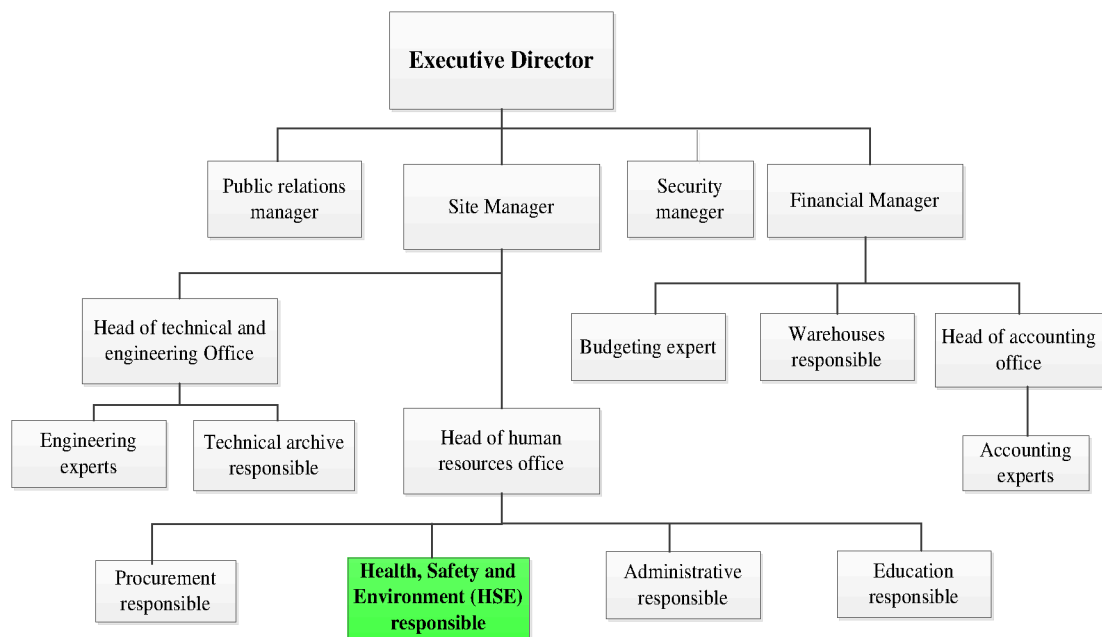 Executive Director
Public relations
manager
Site Manager
Security
maneger
Financial Manager
Head of technical and
engineering Office
Budgeting expert
Warehouses
responsible
Head of accounting
office
Engineering
experts
Technical archive
responsible
Head of human
resources office
Accounting
experts
Procurement
responsible
Health, Safety and
Environment (HSE)
responsible
Administrative
responsible
Education
responsible